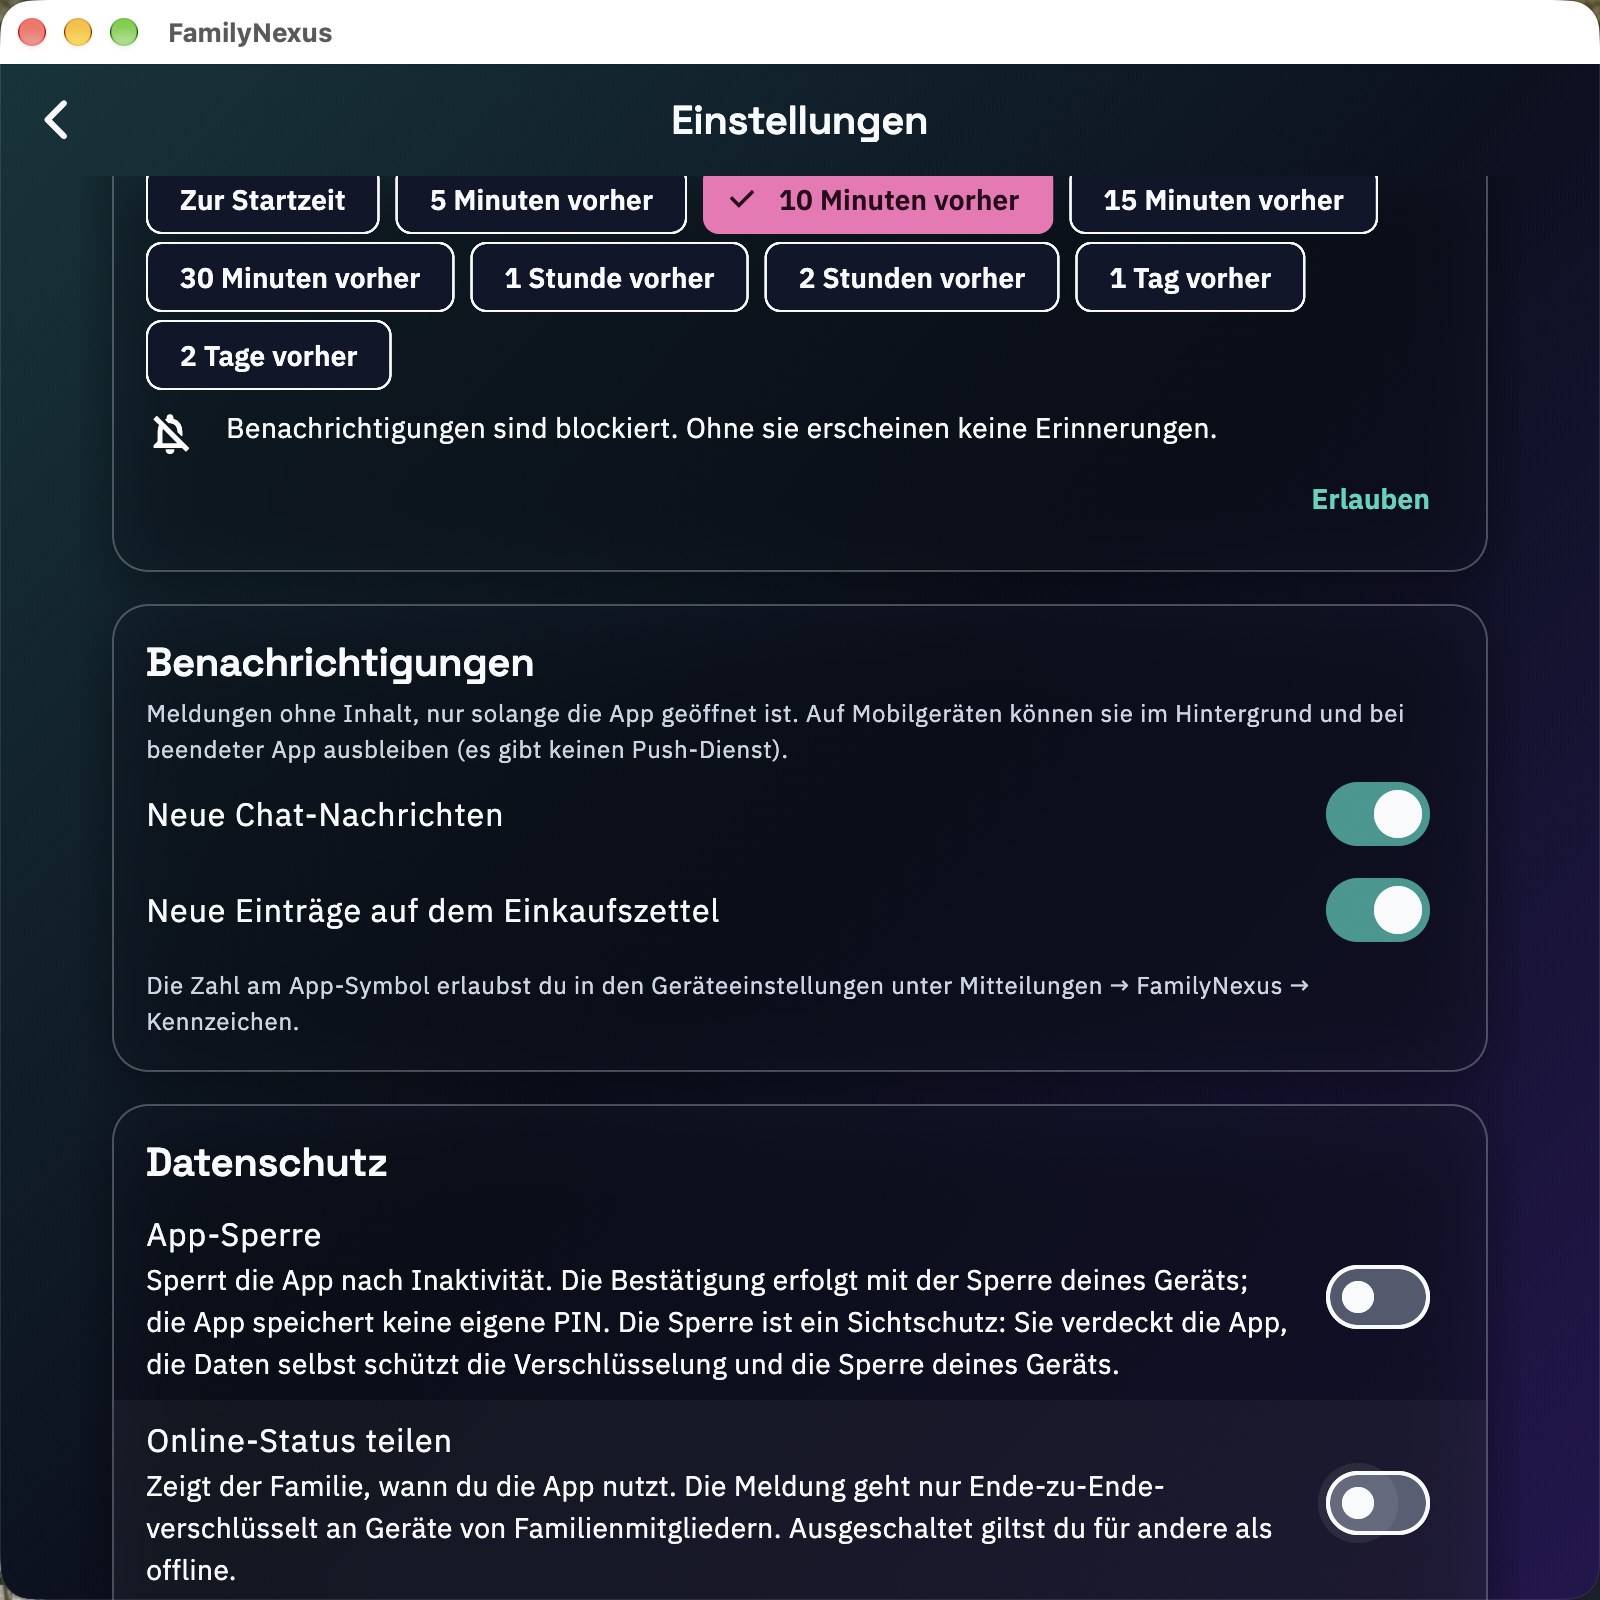 FamilyNexus
Einstellungen
Zur Startzeit
5 Minuten vorher
10 Minuten vorher
15 Minuten vorher
30 Minuten vorher
1 Stunde vorher
2 Stunden vorher
1 Tag vorher
2 Tage vorher
Benachrichtigungen sind blockiert. Ohne sie erscheinen keine Erinnerungen.
Erlauben
Benachrichtigungen
Meldungen ohne Inhalt, nur solange die App geöffnet ist. Auf Mobilgeräten können sie im Hintergrund und bei
beendeter App ausbleiben (es gibt keinen Push-Dienst).
Neue Chat-Nachrichten
Neue Einträge auf dem Einkaufszettel
Die Zahl am App-Symbol erlaubst du in den Geräteeinstellungen unter Mitteilungen → FamilyNexus →
Kennzeichen.
Datenschutz
App-Sperre
Sperrt die App nach Inaktivität. Die Bestätigung erfolgt mit der Sperre deines Geräts;
die App speichert keine eigene PIN. Die Sperre ist ein Sichtschutz: Sie verdeckt die App,
die Daten selbst schützt die Verschlüsselung und die Sperre deines Geräts.
Online-Status teilen
Zeigt der Familie, wann du die App nutzt. Die Meldung geht nur Ende-zu-Ende-
verschlüsselt an Geräte von Familienmitgliedern. Ausgeschaltet giltst du für andere als
offline.